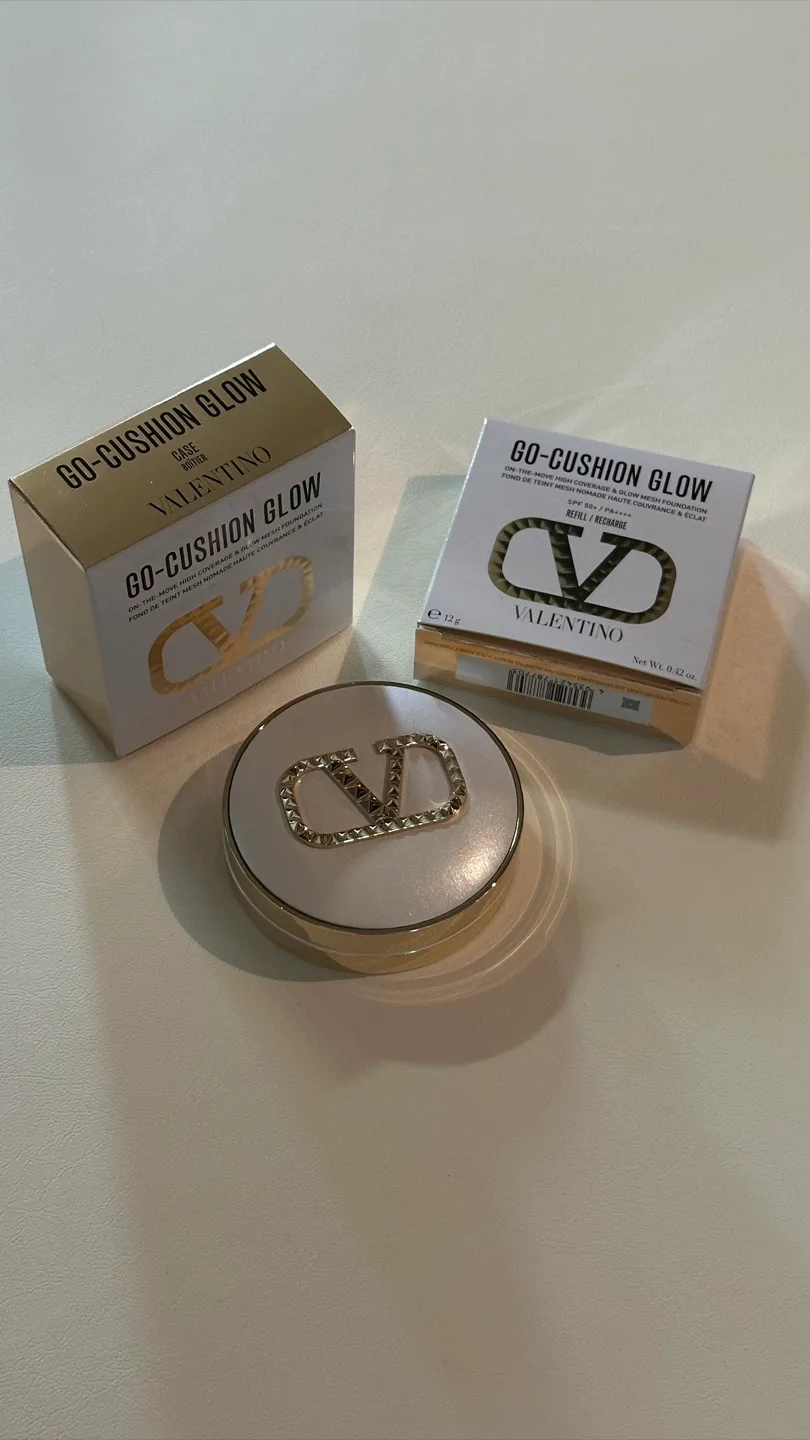 GO-CUSHION GLOW
CASE
BOÎTIER
VALENTINO
GO-CUSHION GLOW
ON-THE-MOVE HIGH COVERAGE & GLOW MESH FOUNDATION
FOND DE TEINT MESH NOMADE HAUTE COUVRANCE & ÉCLAT
VALENTINO
GO-CUSHION GLOW
ON-THE-MOVE HIGH COVERAGE & GLOW MESH FOUNDATION
FOND DE TEINT MESH NOMADE HAUTE COUVRANCE & ÉCLAT
SPF 50+ / PA++++
REFILL / RECHARGE
VALENTINO
℮ 12 g
Net Wt. 0.42 oz.